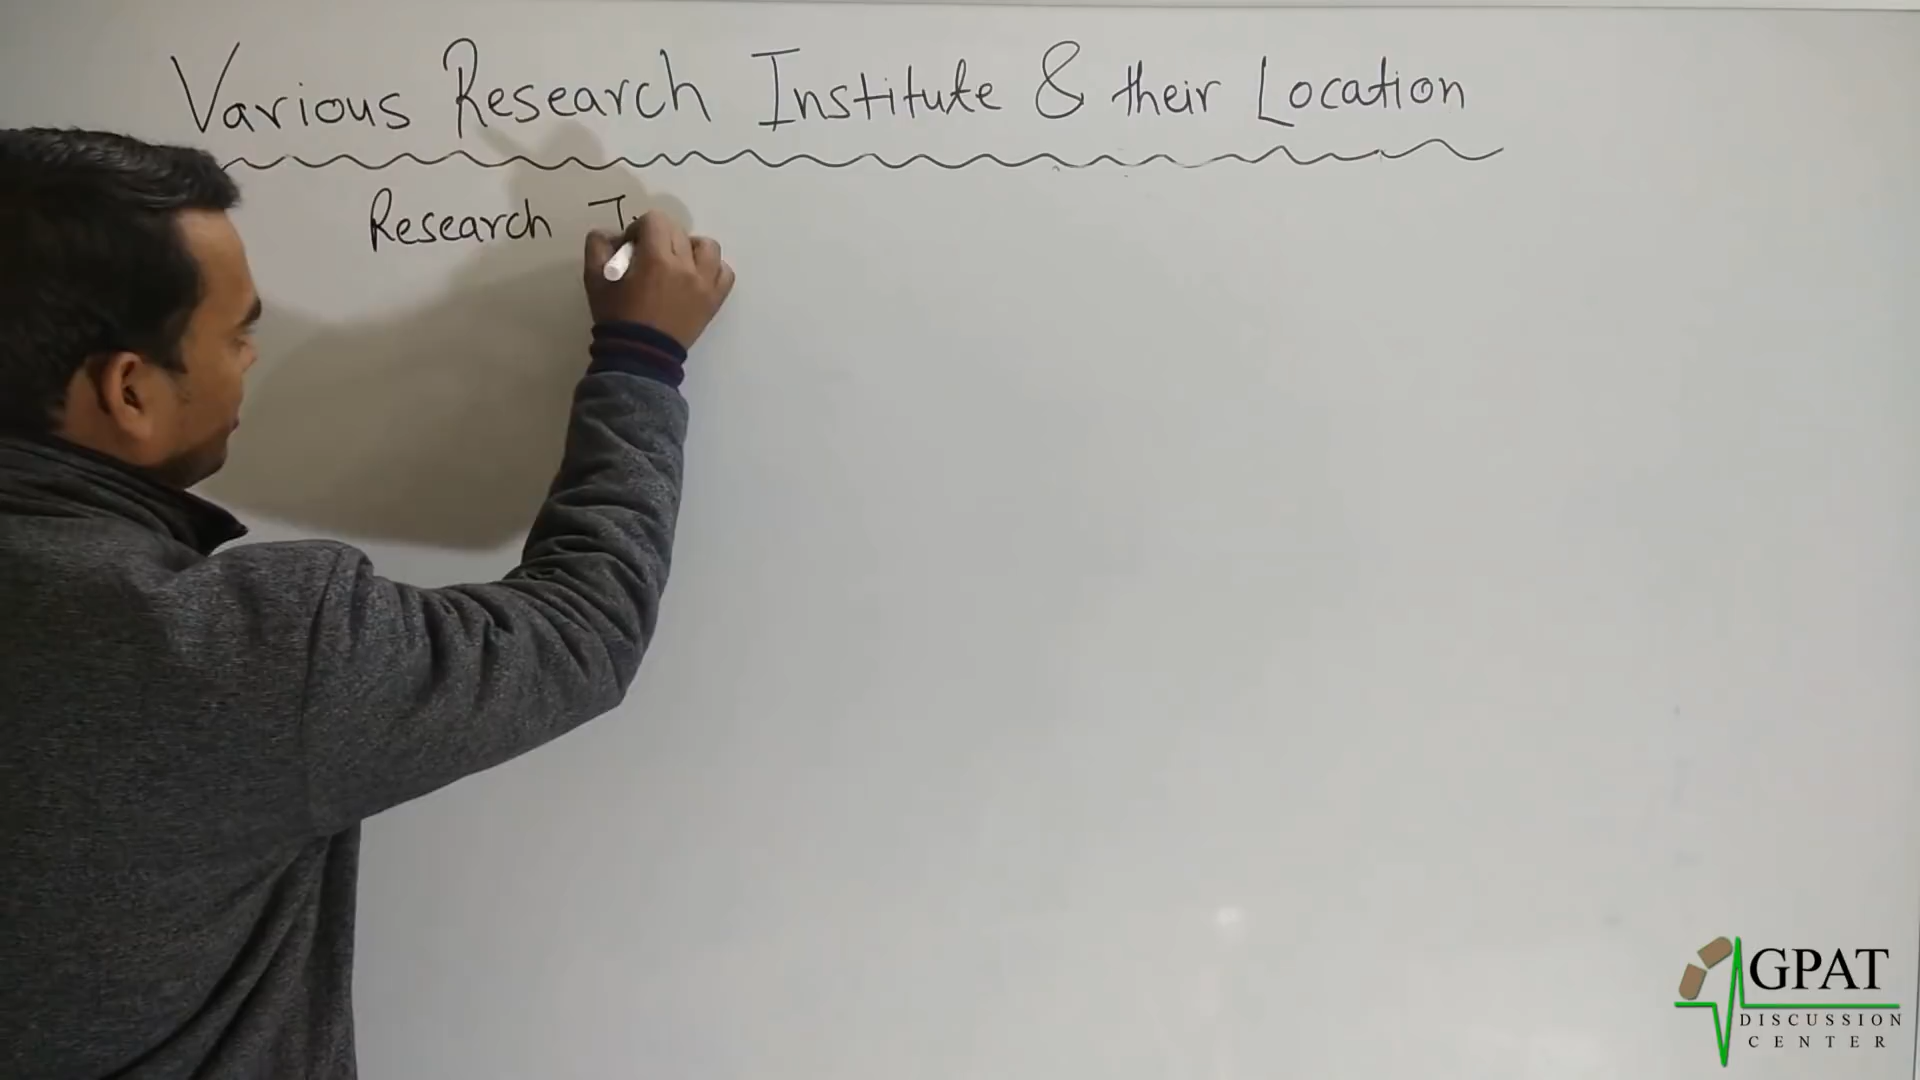 Various Research Institute & their Location
Research
GPAT
DISCUSSION
CENTER